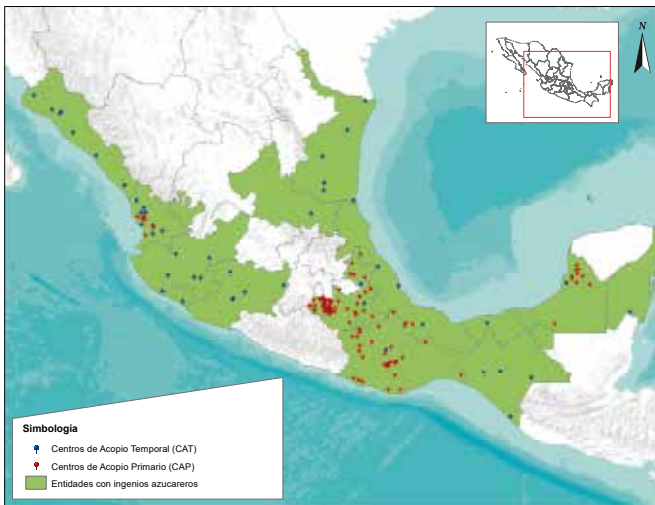 N
Simbología
Centros de Acopio Temporal (CAT)
Centros de Acopio Primario (CAP)
Entidades con ingenios azucareros